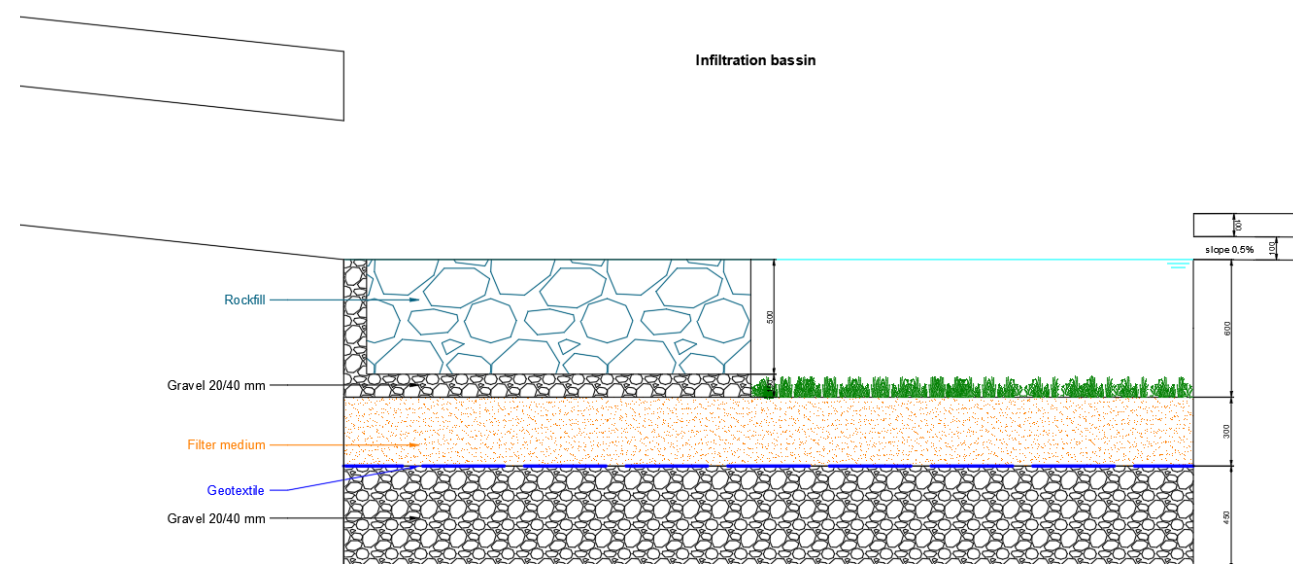 Infiltration bassin
100
slope 0,5%
100
Rockfill
500
600
Gravel 20/40 mm
Filter medium
300
Geotextile
Gravel 20/40 mm
450